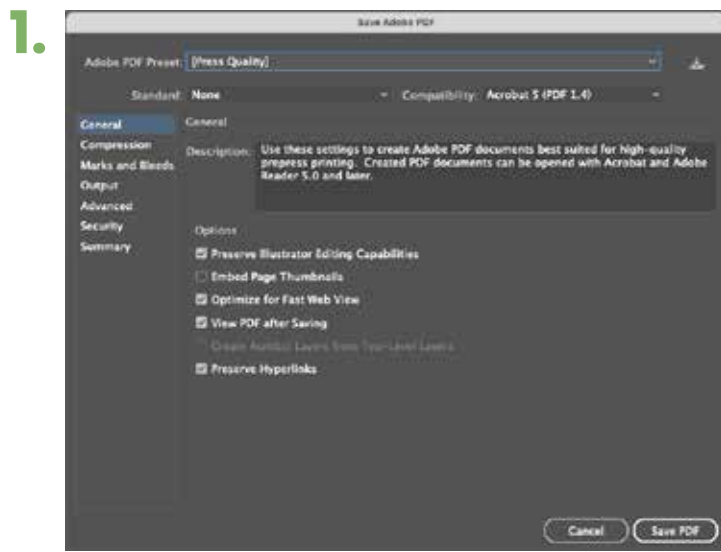 1.
Save Adobe PDF
Adobe PDF Preset: [Press Quality]
Standard: None Compatibility: Acrobat 5 (PDF 1.4)
General
Compression
Marks and Bleeds
Output
Advanced
Security
Summary
General
Description: Use these settings to create Adobe PDF documents best suited for high-quality
prepress printing. Created PDF documents can be opened with Acrobat and Adobe
Reader 5.0 and later.
Options
Preserve Illustrator Editing Capabilities
Embed Page Thumbnails
Optimize for Fast Web View
View PDF after Saving
Create Acrobat Layers from Top-Level Layers
Preserve Hyperlinks
Cancel Save PDF